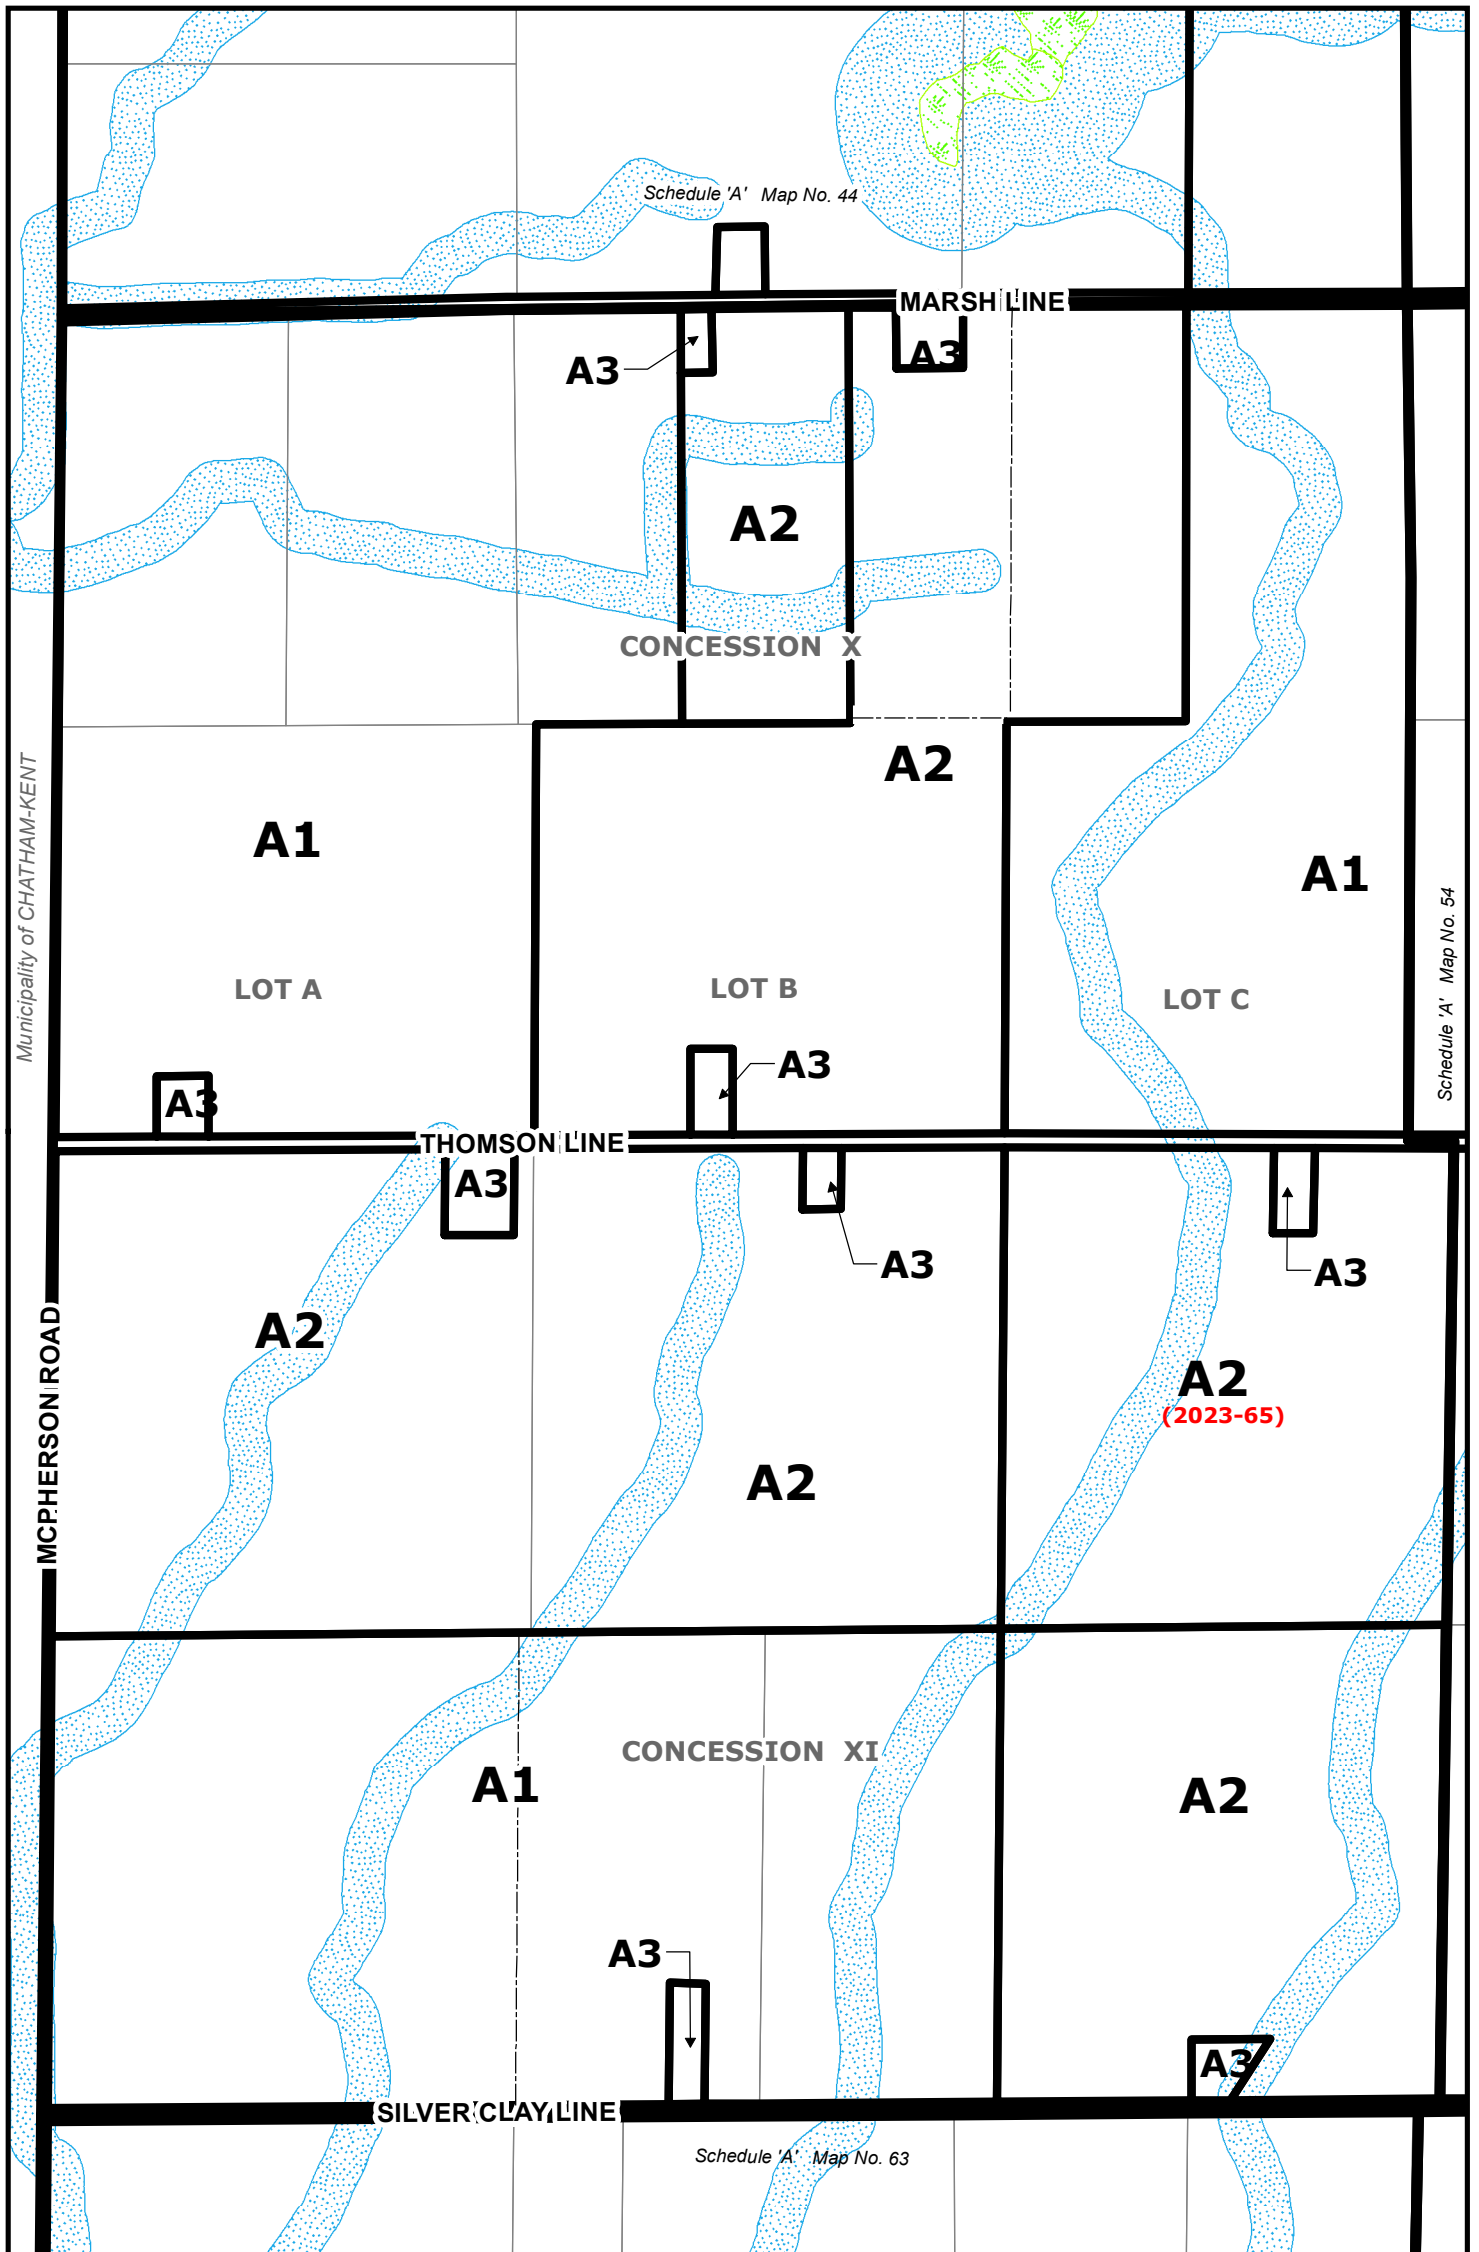 Schedule 'A' Map No. 44
MARSH LINE
A3
A3
A2
CONCESSION X
A2
Municipality of CHATHAM-KENT
A1
A1
Schedule 'A' Map No. 54
LOT A
LOT B
LOT C
A3
A3
THOMSON LINE
A3
A3
A3
A2
MCPHERSON ROAD
A2
(2023-65)
A2
CONCESSION XI
A1
A2
A3
A3
SILVER CLAY LINE
Schedule 'A' Map No. 63